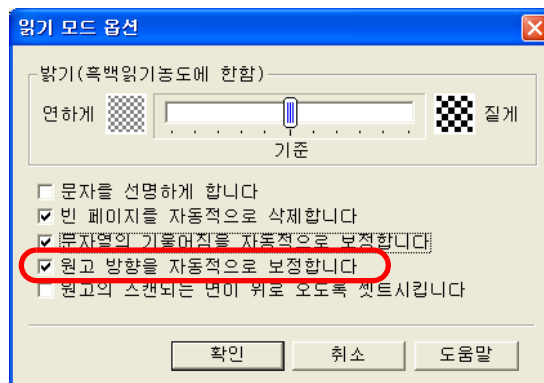 읽기 모드 옵션
밝기(흑백읽기농도에 한함)
연하게 짙게
기준
문자를 선명하게 합니다
빈 페이지를 자동적으로 삭제합니다
문자열의 기울어짐을 자동적으로 보정합니다
원고 방향을 자동적으로 보정합니다
원고의 스캔되는 면이 위로 오도록 셋트시킵니다
확인 취소 도움말